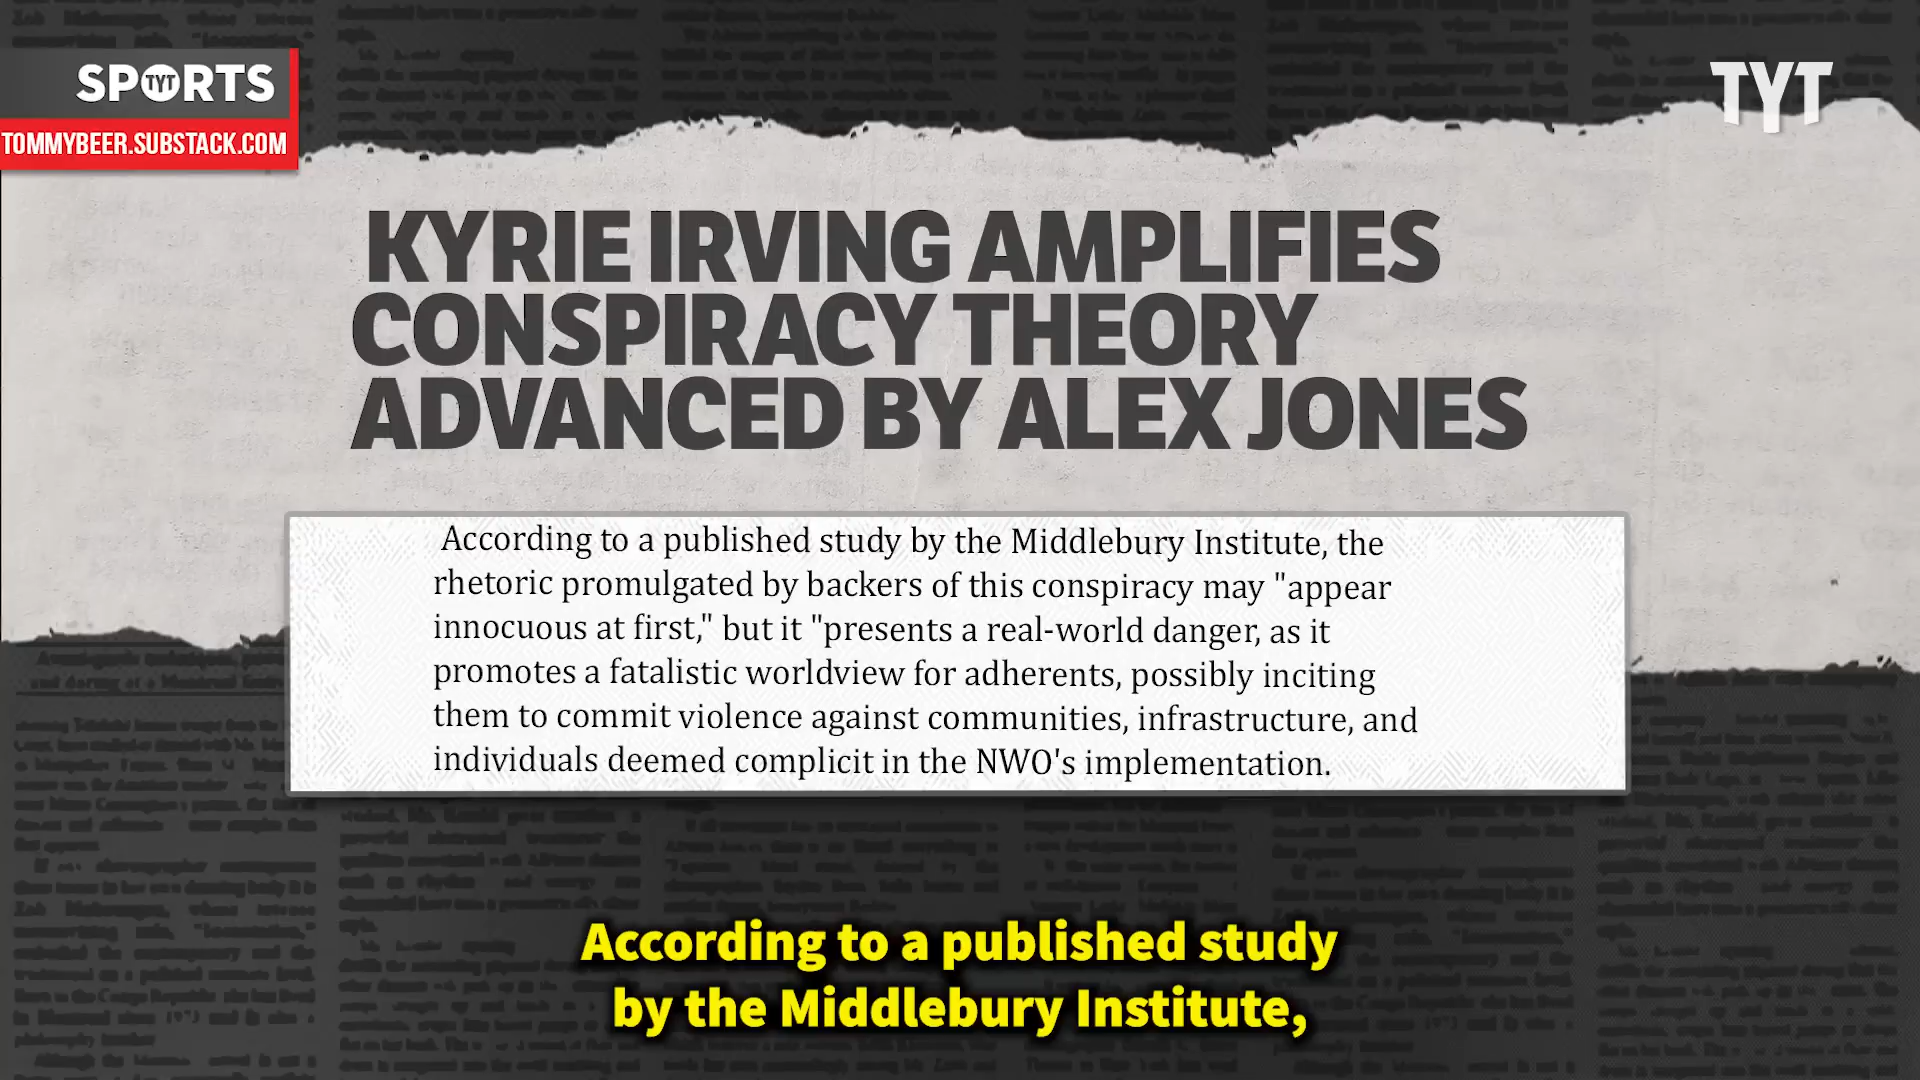 SPORTS
TYT
TOMMYBEER.SUBSTACK.COM
TYT
KYRIE IRVING AMPLIFIES
CONSPIRACY THEORY
ADVANCED BY ALEX JONES
According to a published study by the Middlebury Institute, the
rhetoric promulgated by backers of this conspiracy may "appear
innocuous at first," but it "presents a real-world danger, as it
promotes a fatalistic worldview for adherents, possibly inciting
them to commit violence against communities, infrastructure, and
individuals deemed complicit in the NWO's implementation.
According to a published study
by the Middlebury Institute,